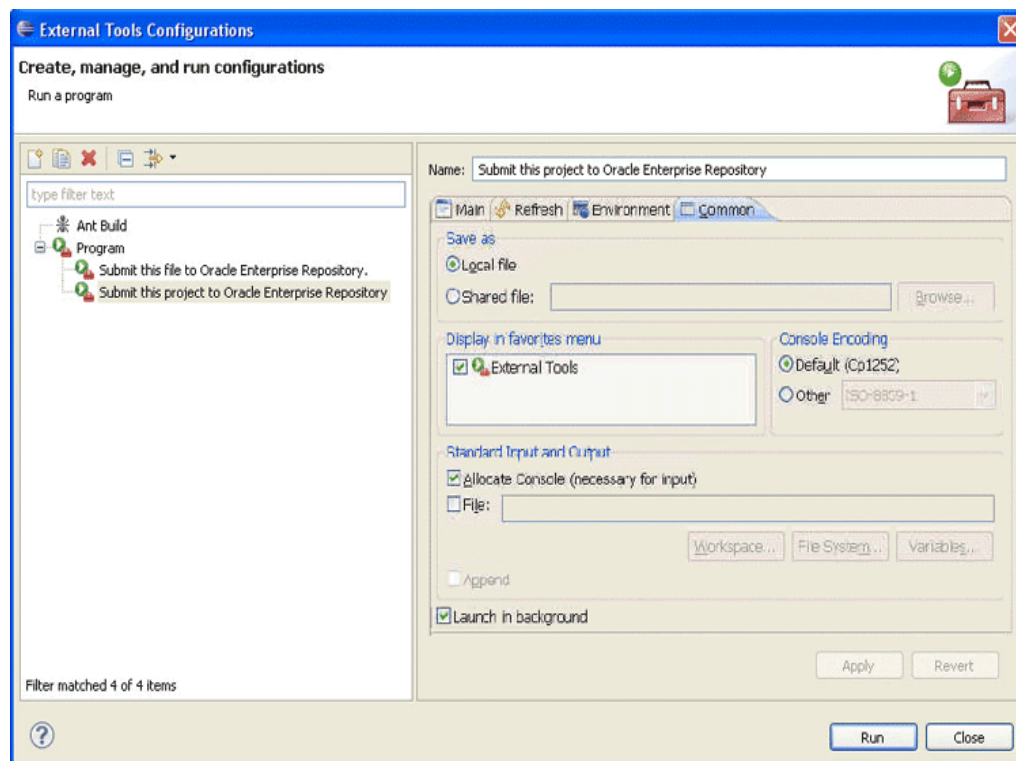 External Tools Configurations
Create, manage, and run configurations
Run a program
type filter text
Ant Build
Program
Submit this file to Oracle Enterprise Repository.
Submit this project to Oracle Enterprise Repository
Filter matched 4 of 4 items
Name: Submit this project to Oracle Enterprise Repository
Main Refresh Environment Common
Save as
Local file
Shared file: Browse...
Display in favorites menu Console Encoding
External Tools Default (Cp1252)
Other ISO-8859-1
Standard Input and Output
Allocate Console (necessary for input)
File:
Workspace... File System... Variables...
Append
Launch in background
Apply Revert
? Run Close